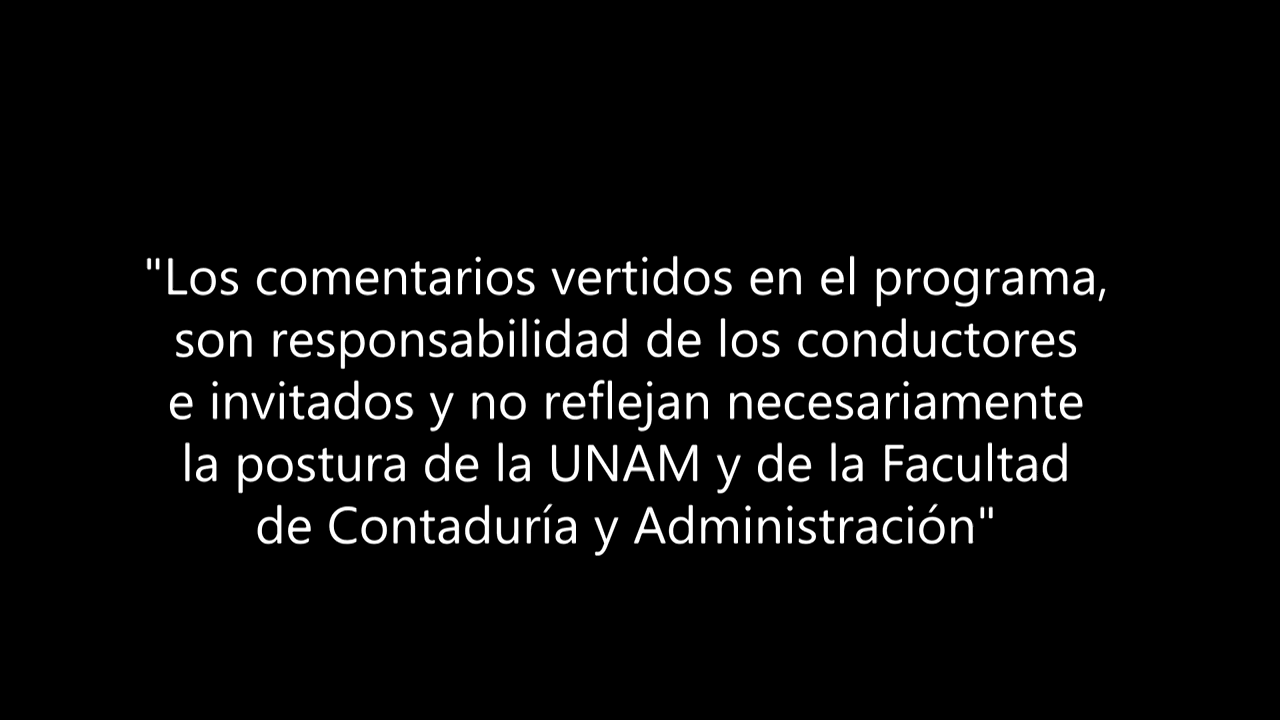 "Los comentarios vertidos en el programa,
son responsabilidad de los conductores
e invitados y no reflejan necesariamente
la postura de la UNAM y de la Facultad
de Contaduría y Administración"